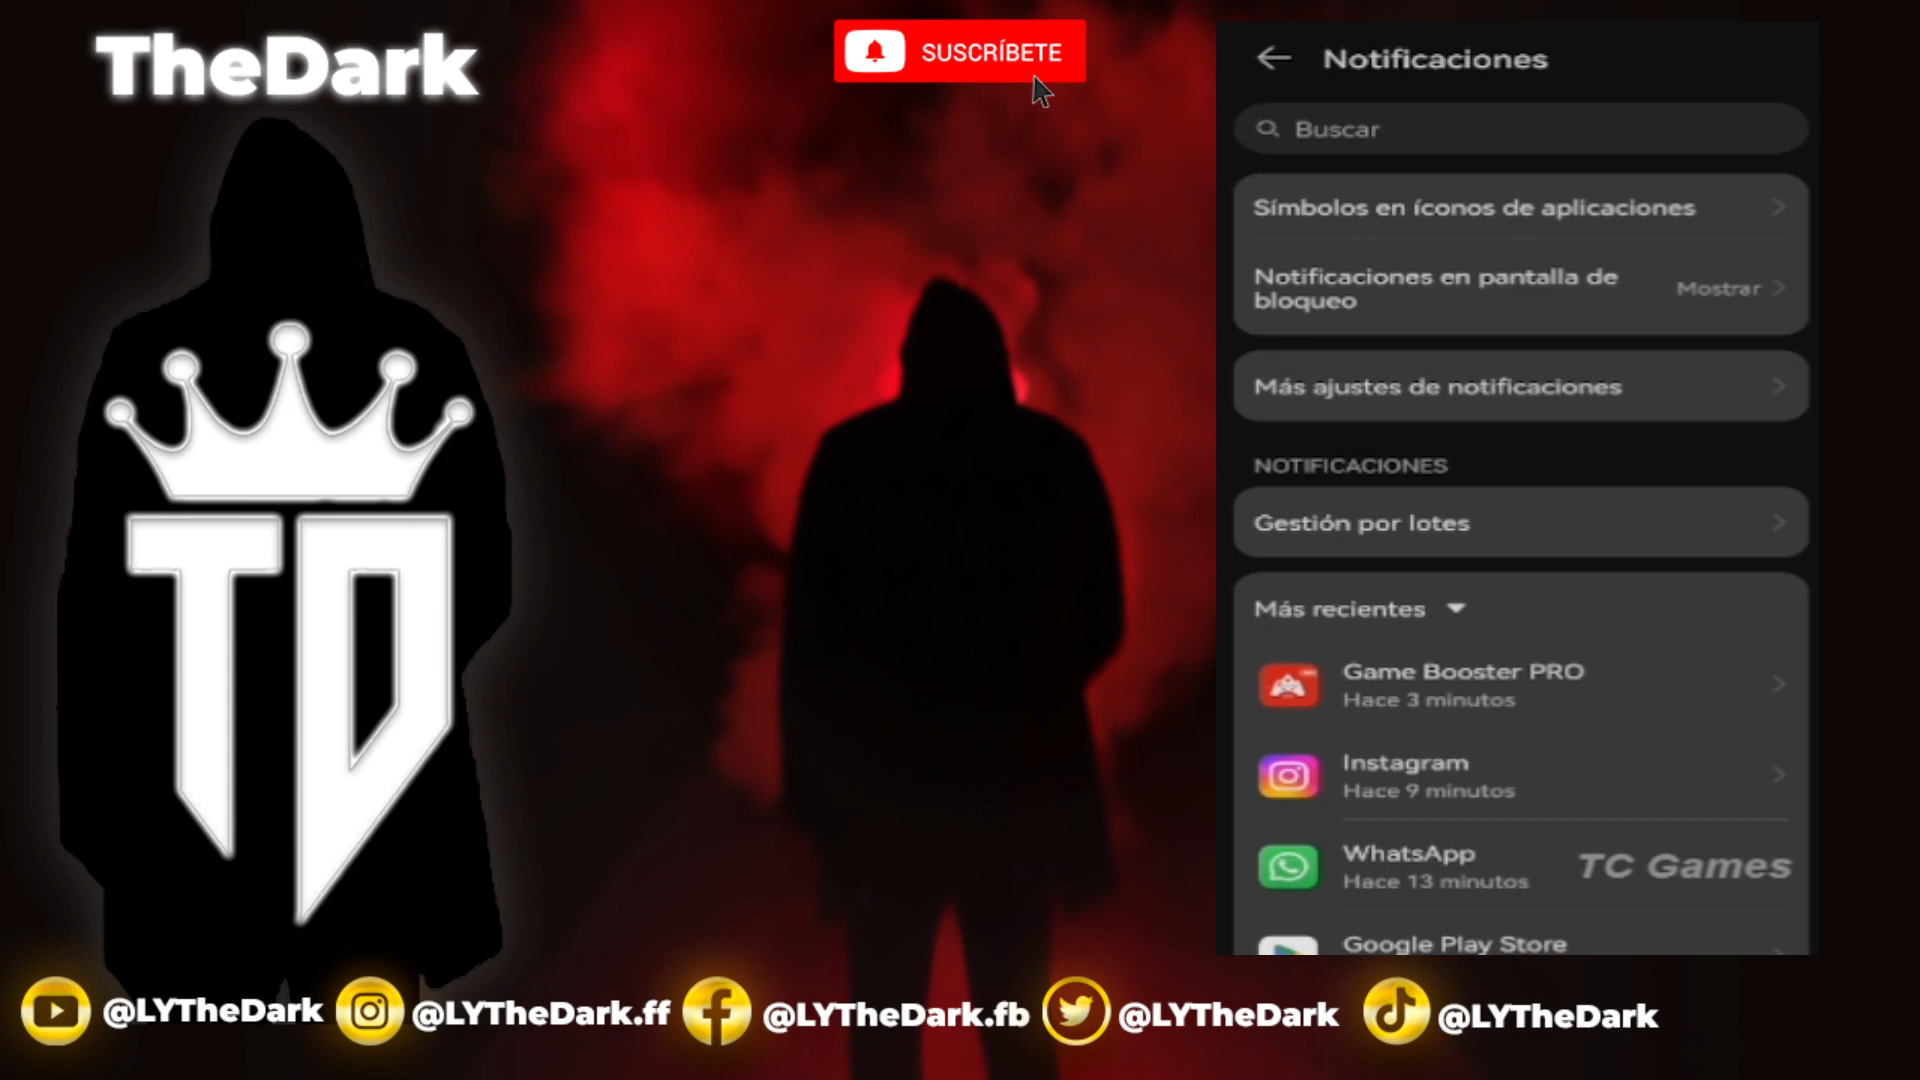 TheDark
SUSCRÍBETE
TD
@LYTheDark
@LYTheDark.ff
@LYTheDark.fb
@LYTheDark
@LYTheDark
Notificaciones
Buscar
Símbolos en íconos de aplicaciones
Notificaciones en pantalla de
bloqueo
Mostrar
Más ajustes de notificaciones
NOTIFICACIONES
Gestión por lotes
Más recientes
Game Booster PRO
Hace 3 minutos
Instagram
Hace 9 minutos
WhatsApp
Hace 13 minutos
TC Games
Google Play Store